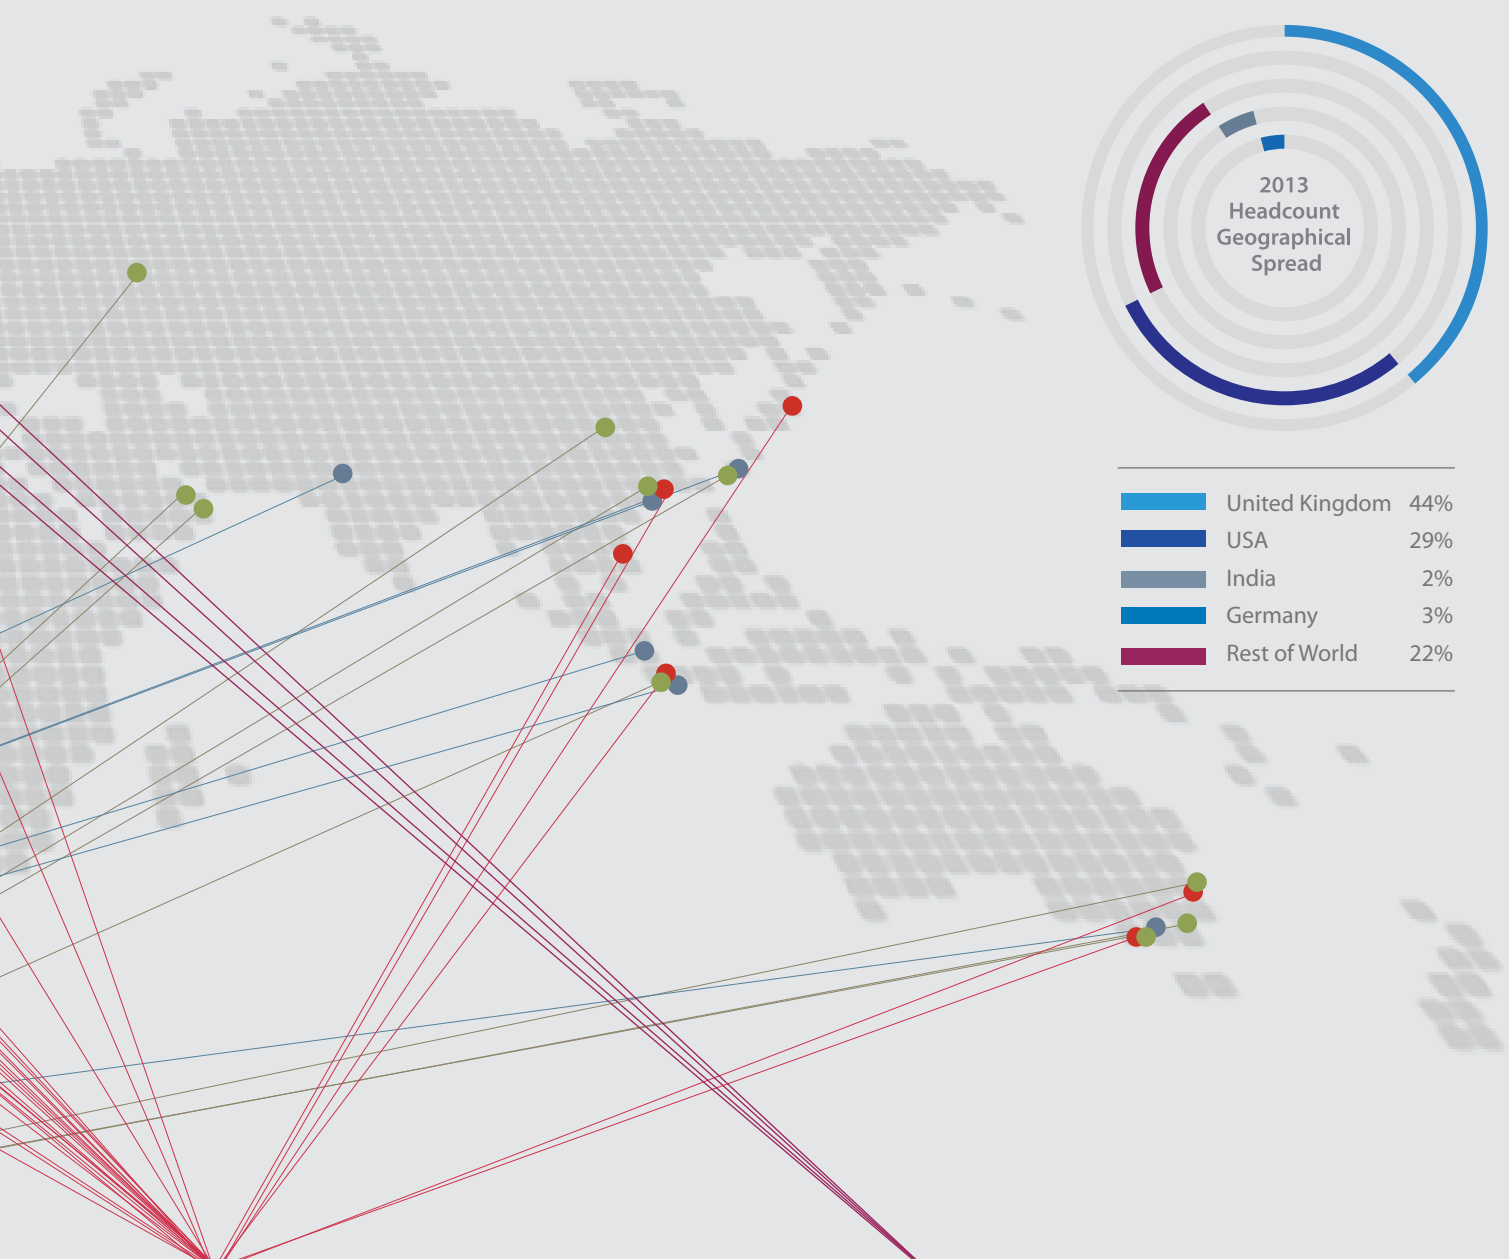 2013
Headcount
Geographical
Spread
United Kingdom 44%
USA 29%
India 2%
Germany 3%
Rest of World 22%